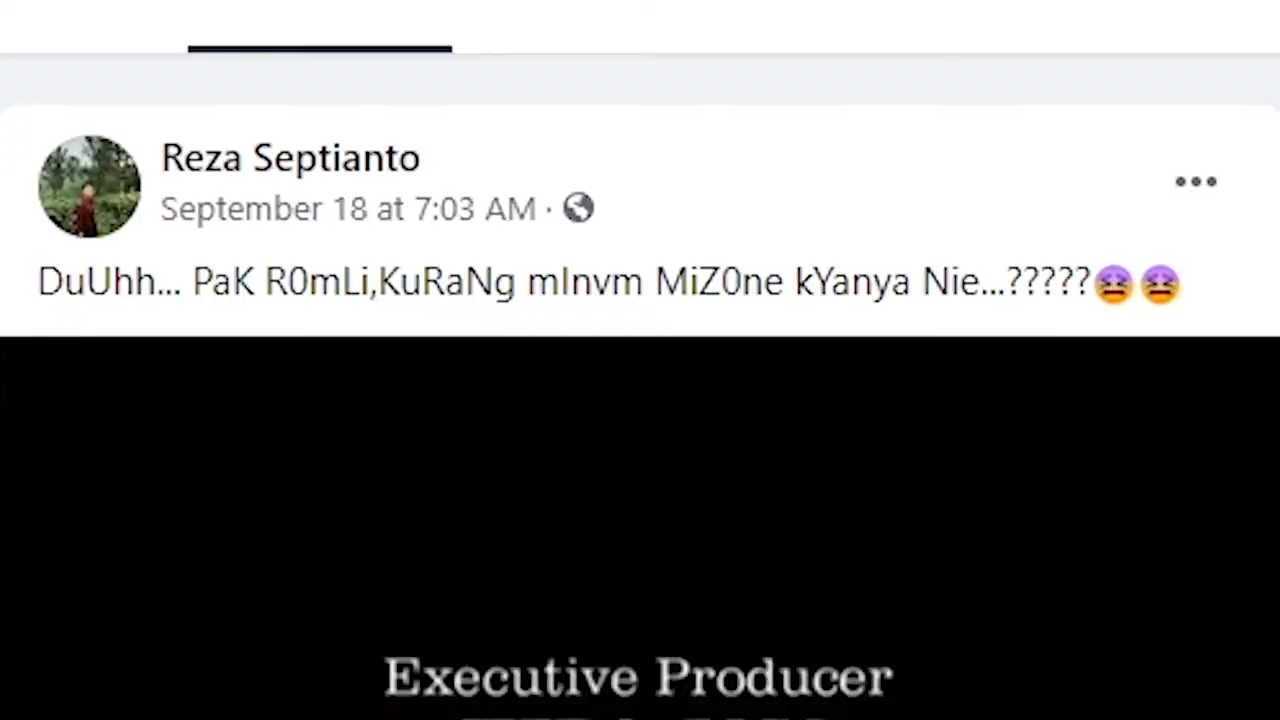 Reza Septianto
September 18 at 7:03 AM ·
DuUhh... PaK R0mLi,KuRaNg mInvm MiZ0ne kYanya Nie...?????😫😫
Executive Producer